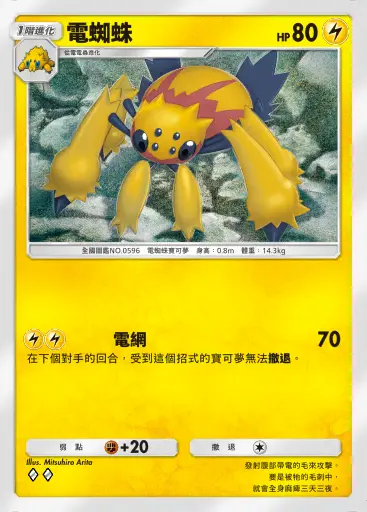 1階進化
電蜘蛛
HP 80
從電電蟲進化
全國圖鑑NO.0596 電蜘蛛寶可夢 身高：0.8m 體重：14.3kg
電網 70
在下個對手的回合，受到這個招式的寶可夢無法撤退。
弱點 +20 撤退
Illus. Mitsuhiro Arita
發射腹部帶電的毛來攻擊。
要是被牠的毛刺中，
就會全身麻痺三天三夜。